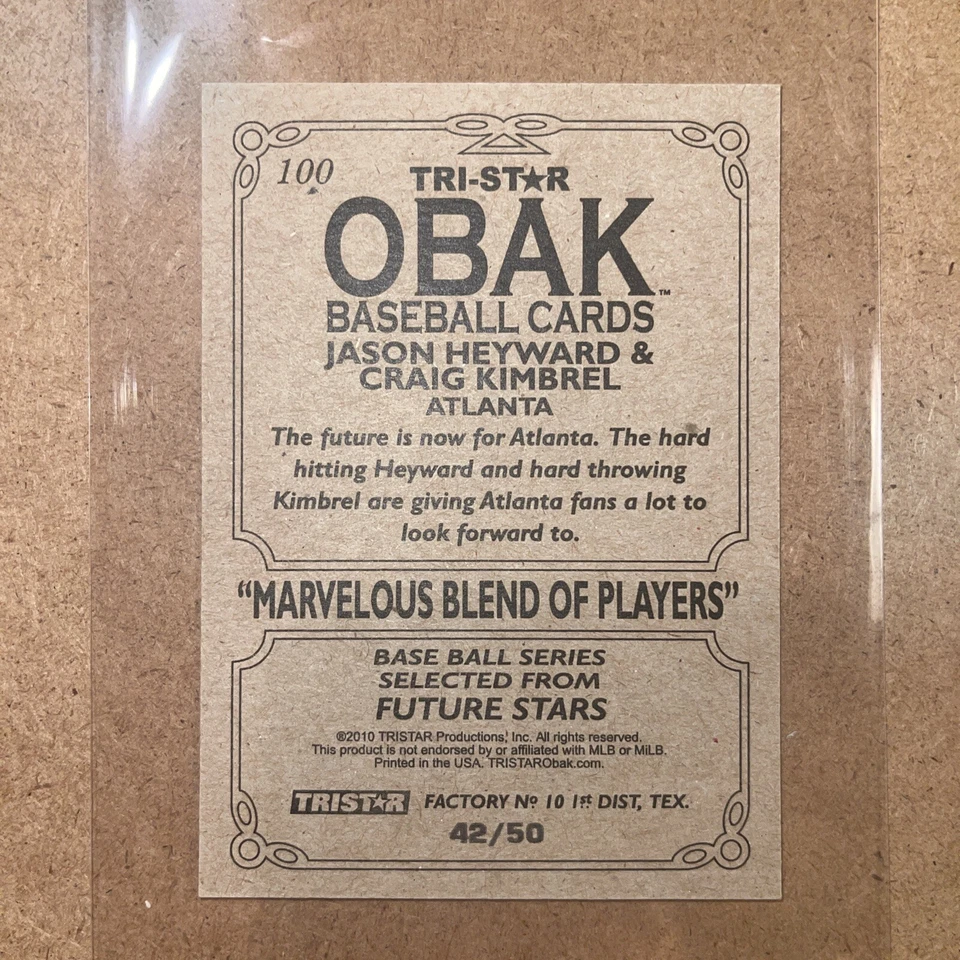 100
TRI-ST★R
OBAK™
BASEBALL CARDS
JASON HEYWARD &
CRAIG KIMBREL
ATLANTA
The future is now for Atlanta. The hard
hitting Heyward and hard throwing
Kimbrel are giving Atlanta fans a lot to
look forward to.
“MARVELOUS BLEND OF PLAYERS”
BASE BALL SERIES
SELECTED FROM
FUTURE STARS
©2010 TRISTAR Productions, Inc. All rights reserved.
This product is not endorsed by or affiliated with MLB or MiLB.
Printed in the USA. TRISTARObak.com.
TRIST★R FACTORY № 10 1st DIST, TEX.
42/50